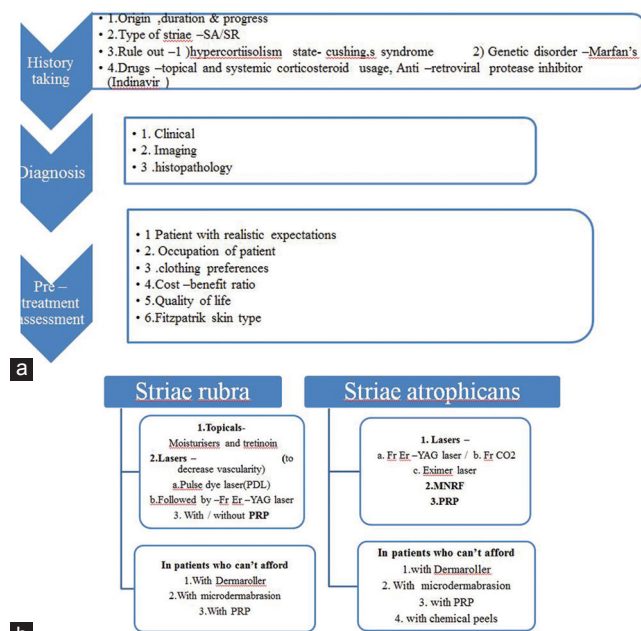 History
taking
• 1.Origin ,duration & progress
• 2.Type of striae –SA/SR
• 3.Rule out –1 )hypercortiisolism state- cushing,s syndrome 2) Genetic disorder –Marfan's
• 4.Drugs –topical and systemic corticosteroid usage, Anti –retroviral protease inhibitor
(Indinavir )
Diagnosis
• 1. Clinical
• 2. Imaging
• 3 .histopathology
Pre –
treatment
assessment
• 1 Patient with realistic expectations
• 2. Occupation of patient
• 3 .clothing preferences
• 4.Cost –benefit ratio
• 5.Quality of life
• 6.Fitzpatrik skin type
a
Striae rubra
1.Topicals-
Moisturisers and tretinoin
2.Lasers – (to
decrease vascularity)
a.Pulse dye laser(PDL)
b.Followed by –Fr Er –YAG laser
3. With / without PRP
In patients who can't afford
1.With Dermaroller
2.With microdermabrasion
3.With PRP
Striae atrophicans
1. Lasers –
a. Fr Er –YAG laser / b. Fr CO2
c. Eximer laser
2.MNRF
3.PRP
In patients who can't afford
1.with Dermaroller
2. With microdermabrasion
3. with PRP
4. with chemical peels
b